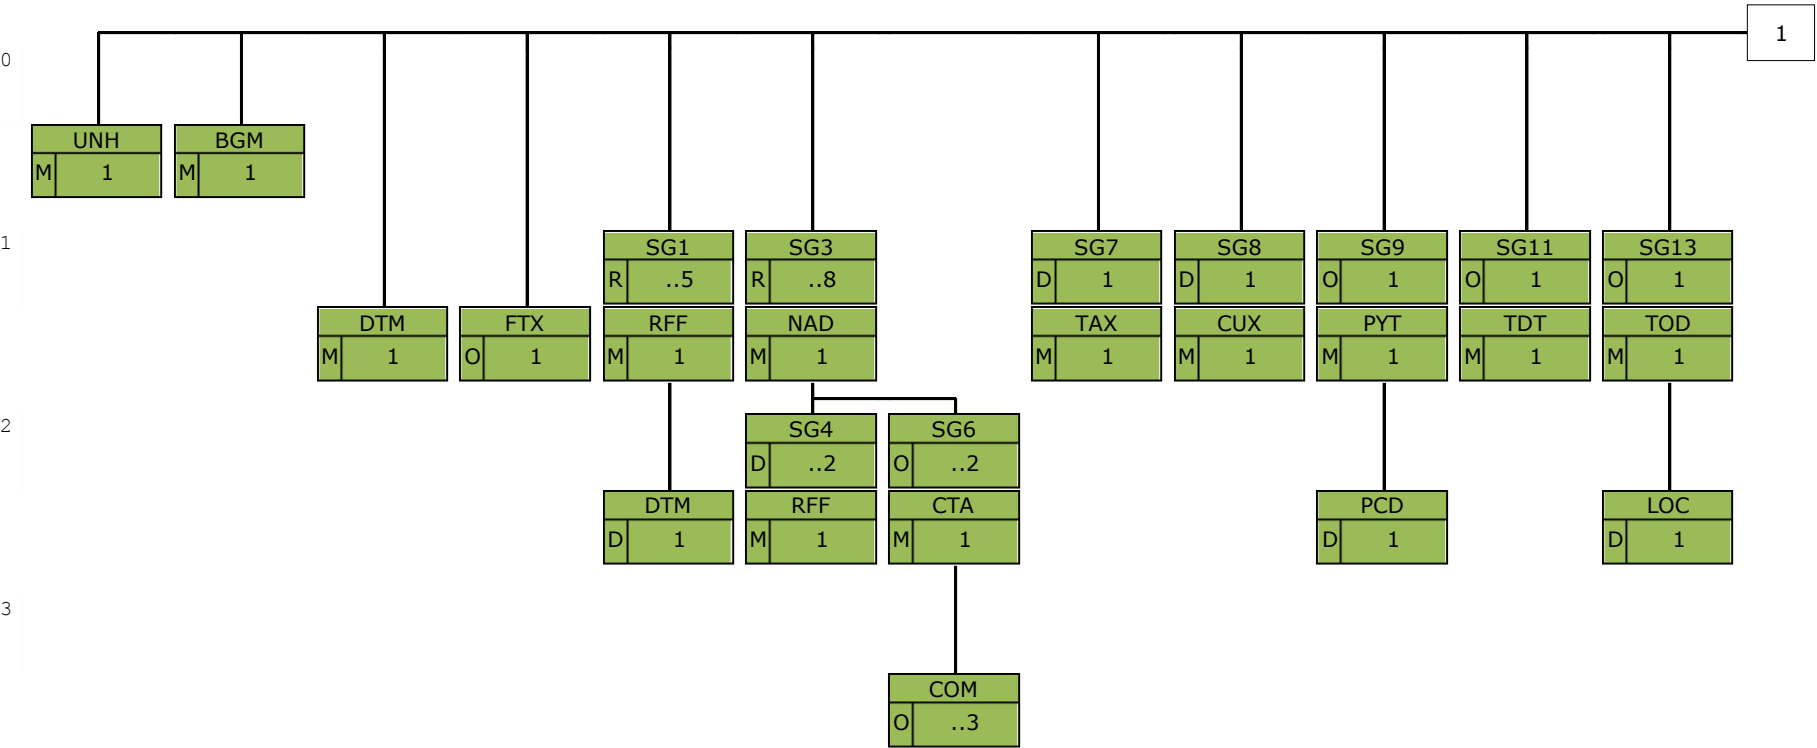 1
0
UNH BGM
M 1 M 1
1
SG1 SG3 SG7 SG8 SG9 SG11 SG13
R ..5 R ..8 D 1 D 1 O 1 O 1 O 1
DTM FTX RFF NAD TAX CUX PYT TDT TOD
M 1 O 1 M 1 M 1 M 1 M 1 M 1 M 1 M 1
2
SG4 SG6
D ..2 O ..2
DTM RFF CTA PCD LOC
D 1 M 1 M 1 D 1 D 1
3
COM
O ..3